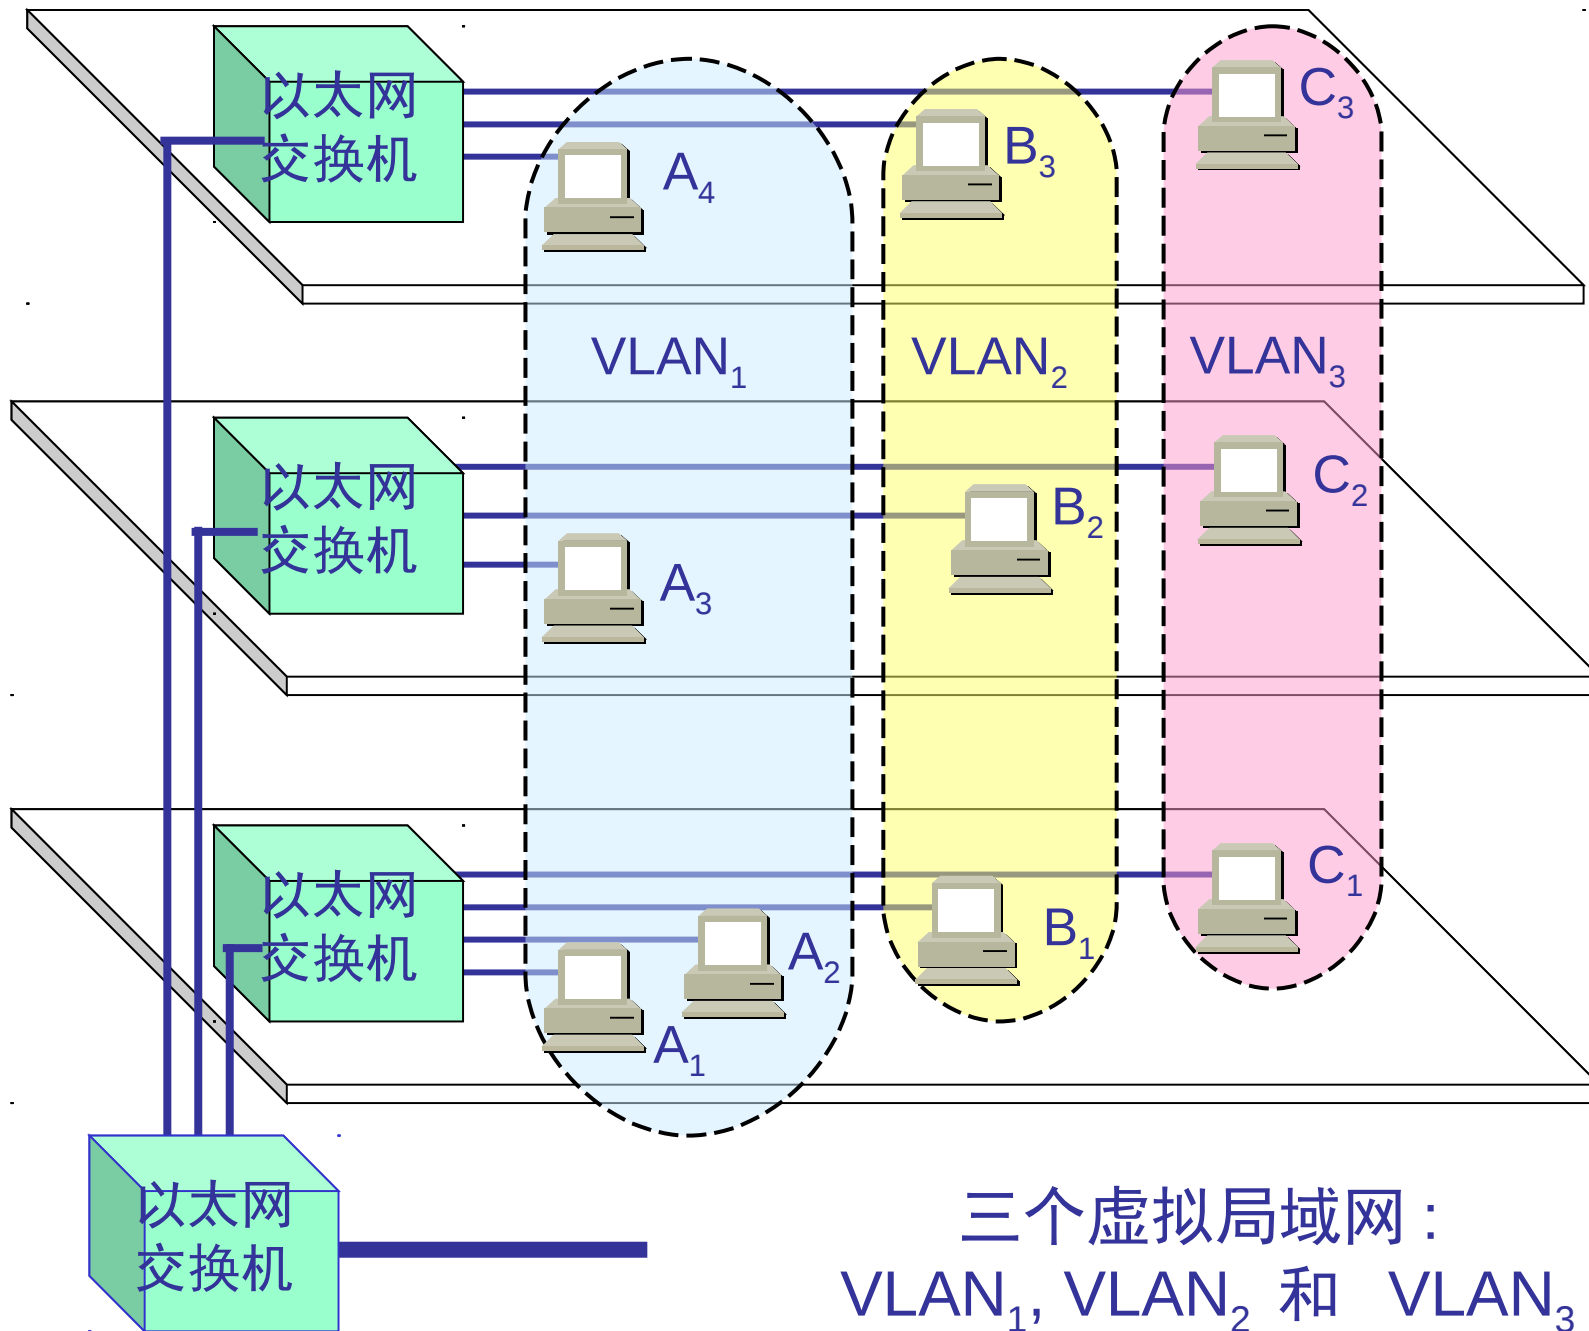 以太网
交换机
A4
B3
C3
VLAN1
VLAN2
VLAN3
以太网
交换机
A3
B2
C2
以太网
交换机
A1
A2
B1
C1
以太网
交换机
三个虚拟局域网：
VLAN1, VLAN2 和 VLAN3